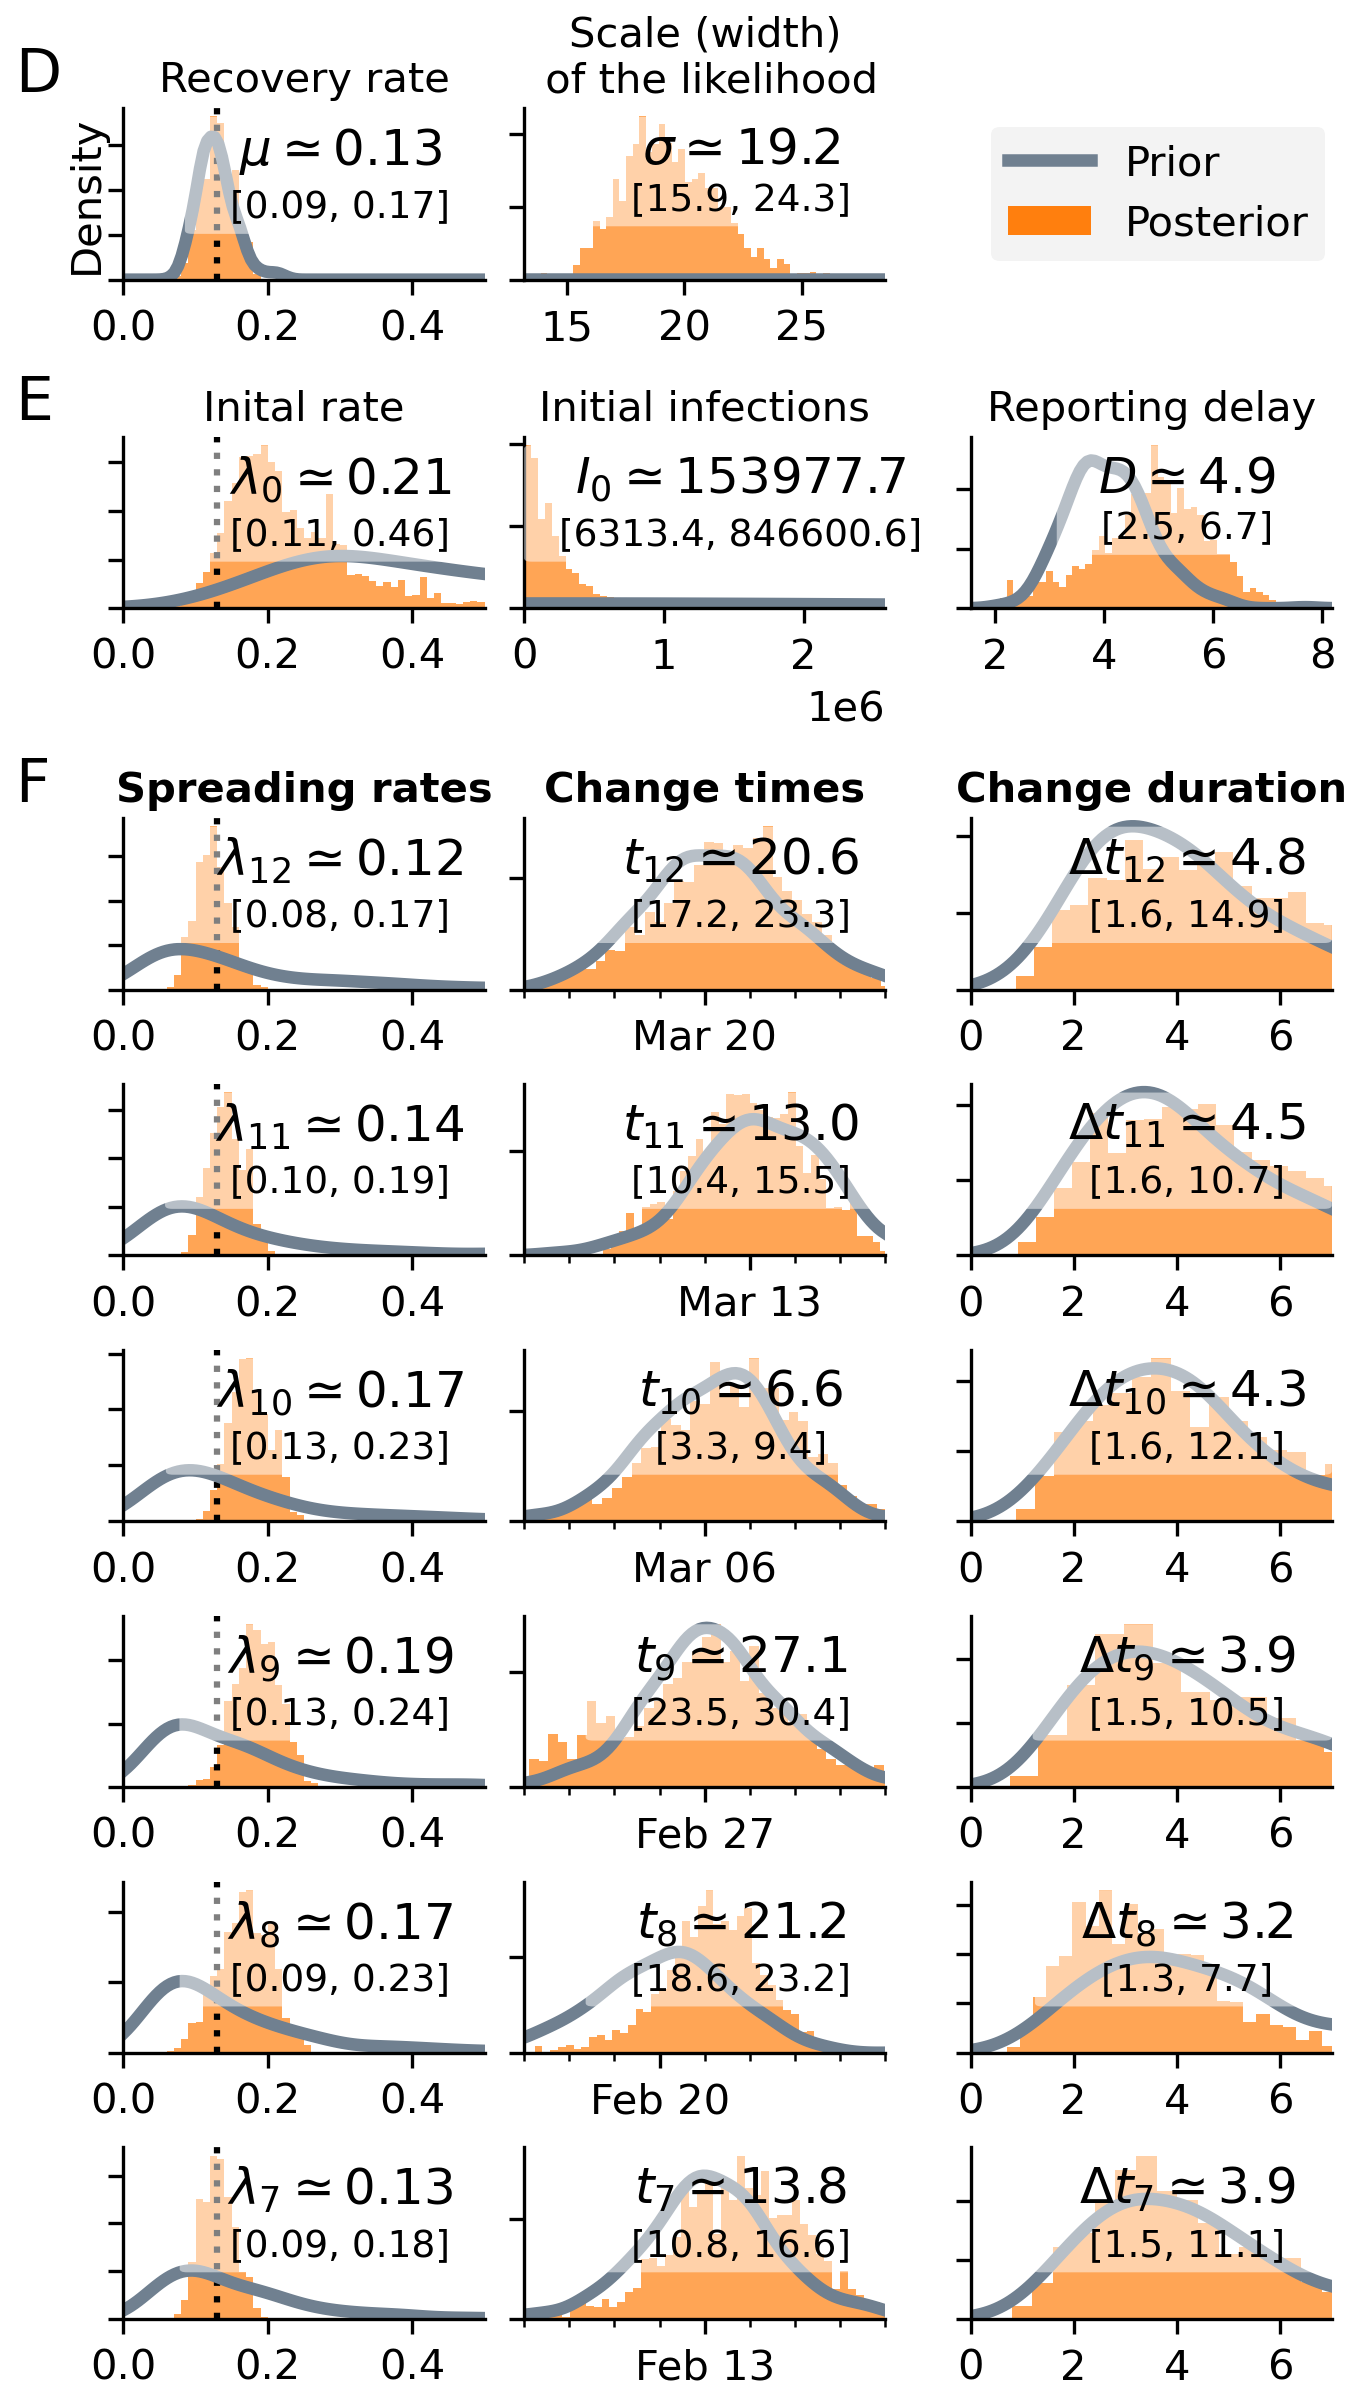 D
Recovery rate
Scale (width)
of the likelihood
Density
μ ≃ 0.13
[0.09, 0.17]
σ ≃ 19.2
[15.9, 24.3]
Prior
Posterior
0.0 0.2 0.4
15 20 25
E
Inital rate
Initial infections
Reporting delay
λ0 ≃ 0.21
[0.11, 0.46]
I0 ≃ 153977.7
[6313.4, 846600.6]
D ≃ 4.9
[2.5, 6.7]
0.0 0.2 0.4
0 1 2
1e6
2 4 6 8
F
Spreading rates
Change times
Change duration
λ12 ≃ 0.12
[0.08, 0.17]
t12 ≃ 20.6
[17.2, 23.3]
Δt12 ≃ 4.8
[1.6, 14.9]
0.0 0.2 0.4
Mar 20
0 2 4 6
λ11 ≃ 0.14
[0.10, 0.19]
t11 ≃ 13.0
[10.4, 15.5]
Δt11 ≃ 4.5
[1.6, 10.7]
0.0 0.2 0.4
Mar 13
0 2 4 6
λ10 ≃ 0.17
[0.13, 0.23]
t10 ≃ 6.6
[3.3, 9.4]
Δt10 ≃ 4.3
[1.6, 12.1]
0.0 0.2 0.4
Mar 06
0 2 4 6
λ9 ≃ 0.19
[0.13, 0.24]
t9 ≃ 27.1
[23.5, 30.4]
Δt9 ≃ 3.9
[1.5, 10.5]
0.0 0.2 0.4
Feb 27
0 2 4 6
λ8 ≃ 0.17
[0.09, 0.23]
t8 ≃ 21.2
[18.6, 23.2]
Δt8 ≃ 3.2
[1.3, 7.7]
0.0 0.2 0.4
Feb 20
0 2 4 6
λ7 ≃ 0.13
[0.09, 0.18]
t7 ≃ 13.8
[10.8, 16.6]
Δt7 ≃ 3.9
[1.5, 11.1]
0.0 0.2 0.4
Feb 13
0 2 4 6